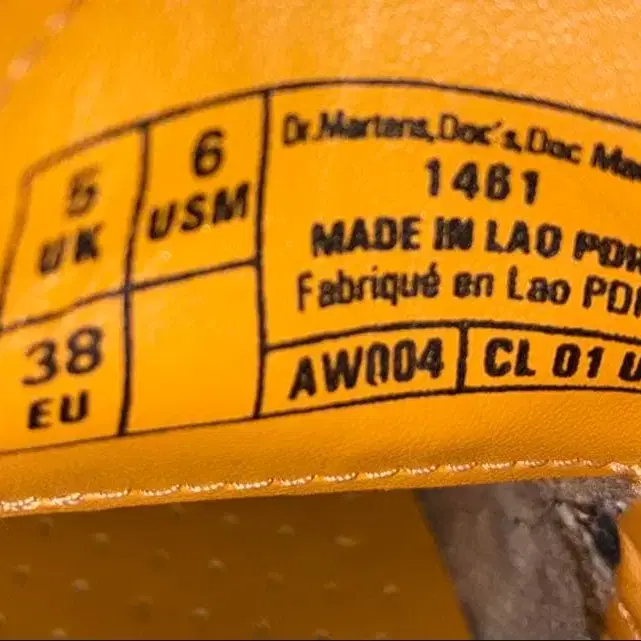 5
UK
6
USM
38
EU
Dr.Martens,Doc's,Doc Ma
1461
MADE IN LAO PDR
Fabriqué en Lao PD
AW004
CL 01 U